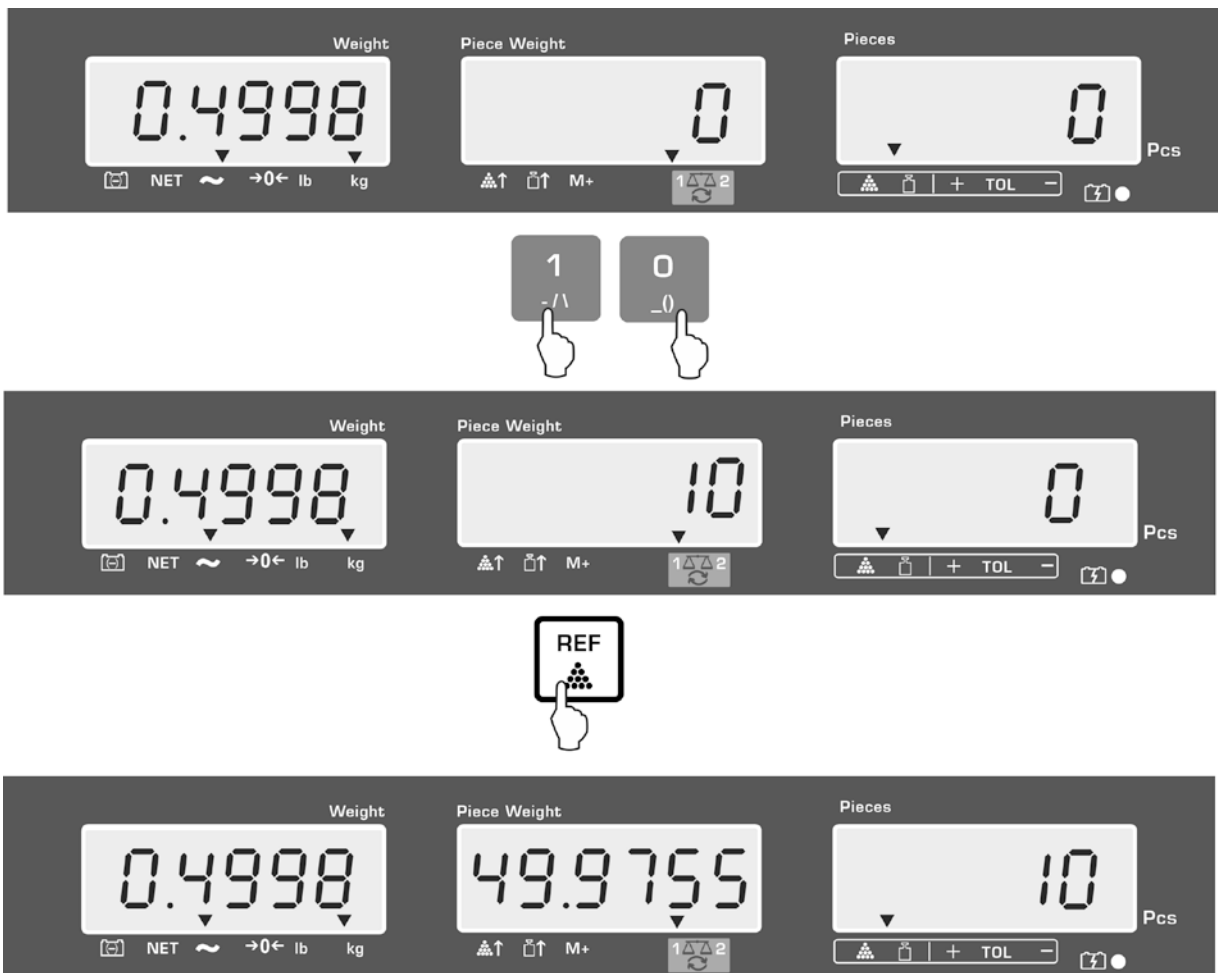 Weight Piece Weight Pieces
0.4998 0 0
Pcs
NET ~ →0← lb kg ↑ ↑ M+ 1 2 + TOL −
1 0
- / \ _()
Weight Piece Weight Pieces
0.4998 10 0
Pcs
NET ~ →0← lb kg ↑ ↑ M+ 1 2 + TOL −
REF
Weight Piece Weight Pieces
0.4998 49.9755 10
Pcs
NET ~ →0← lb kg ↑ ↑ M+ 1 2 + TOL −